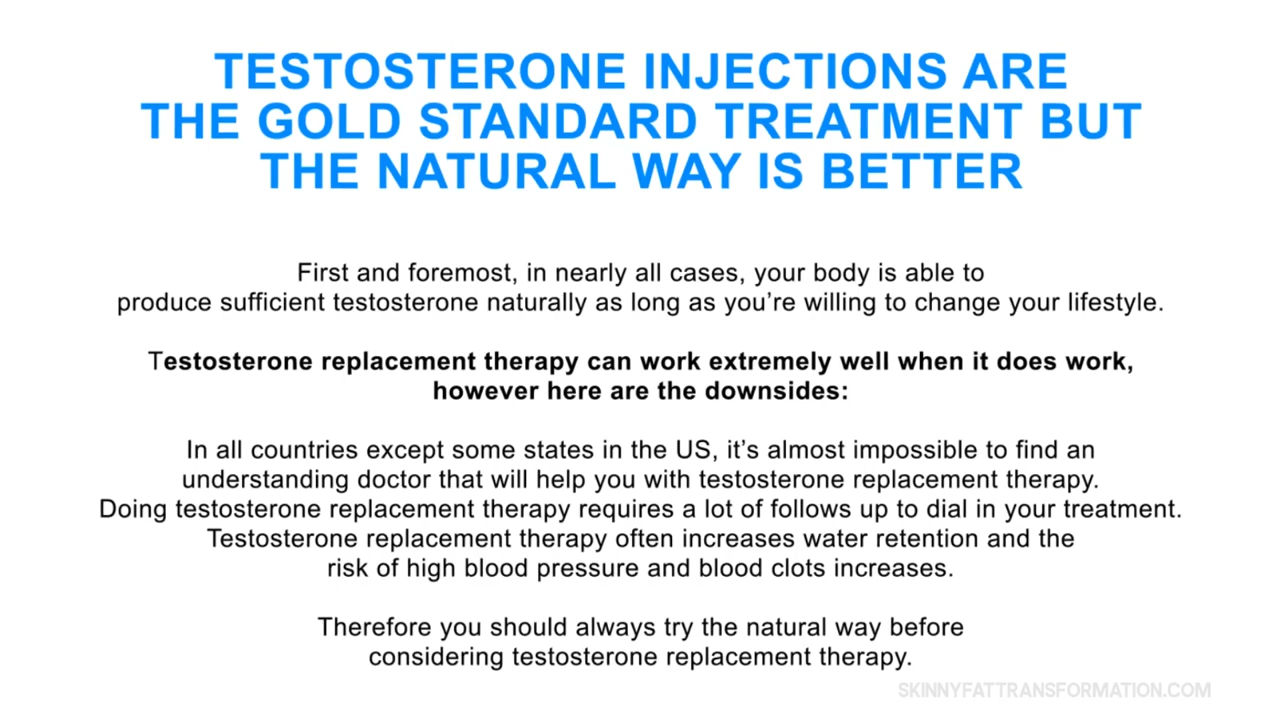 TESTOSTERONE INJECTIONS ARE
THE GOLD STANDARD TREATMENT BUT
THE NATURAL WAY IS BETTER
First and foremost, in nearly all cases, your body is able to
produce sufficient testosterone naturally as long as you’re willing to change your lifestyle.
Testosterone replacement therapy can work extremely well when it does work,
however here are the downsides:
In all countries except some states in the US, it’s almost impossible to find an
understanding doctor that will help you with testosterone replacement therapy.
Doing testosterone replacement therapy requires a lot of follows up to dial in your treatment.
Testosterone replacement therapy often increases water retention and the
risk of high blood pressure and blood clots increases.
Therefore you should always try the natural way before
considering testosterone replacement therapy.
SKINNYFATTRANSFORMATION.COM